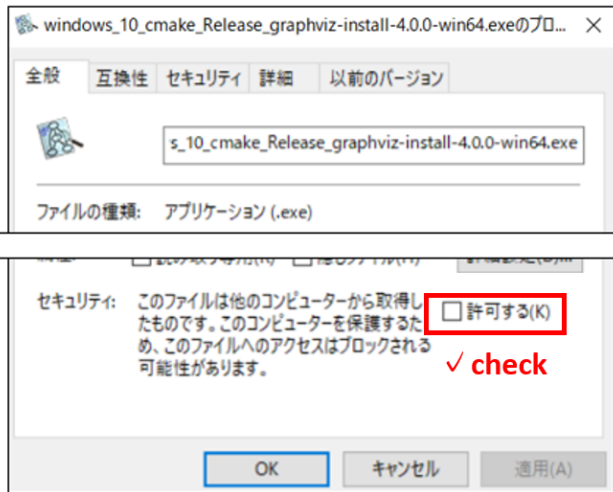 windows_10_cmake_Release_graphviz-install-4.0.0-win64.exeのプロ...
全般 互換性 セキュリティ 詳細 以前のバージョン
s_10_cmake_Release_graphviz-install-4.0.0-win64.exe
ファイルの種類: アプリケーション (.exe)
セキュリティ: このファイルは他のコンピューターから取得し
たものです。このコンピューターを保護するた
め、このファイルへのアクセスはブロックされる
可能性があります。
許可する(K)
✓ check
OK キャンセル 適用(A)